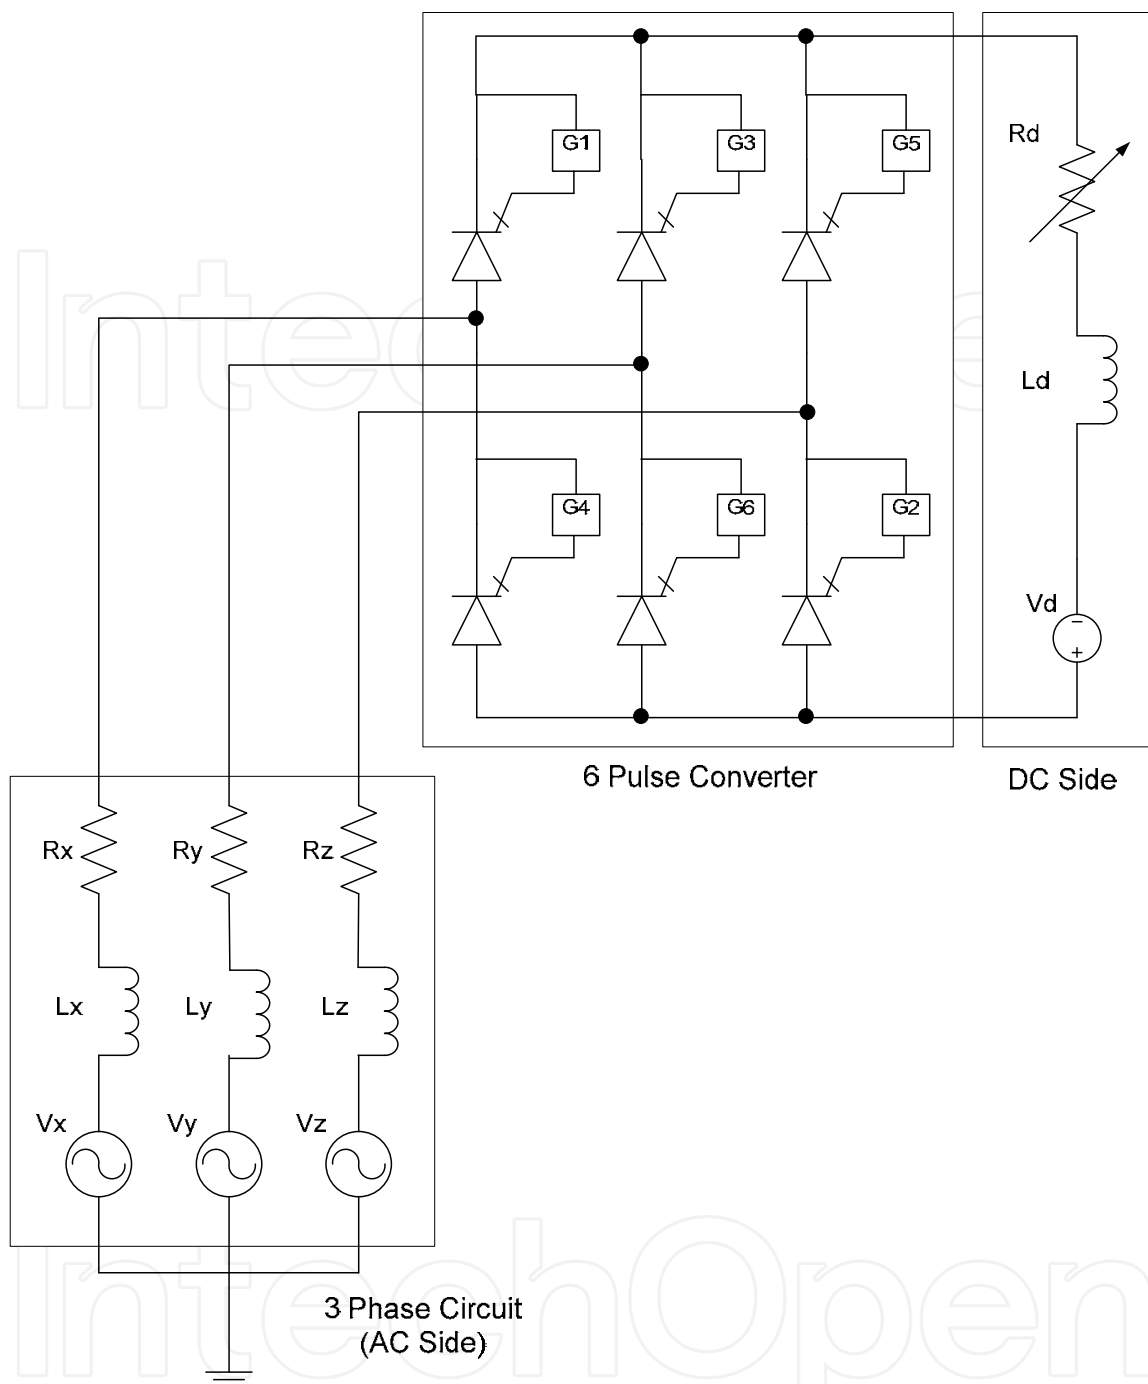 G1
G3
G5
Rd
Ld
G4
G6
G2
Vd
-
+
6 Pulse Converter
DC Side
Rx
Ry
Rz
Lx
Ly
Lz
Vx
Vy
Vz
3 Phase Circuit
(AC Side)
IntechOpen
IntechOpen